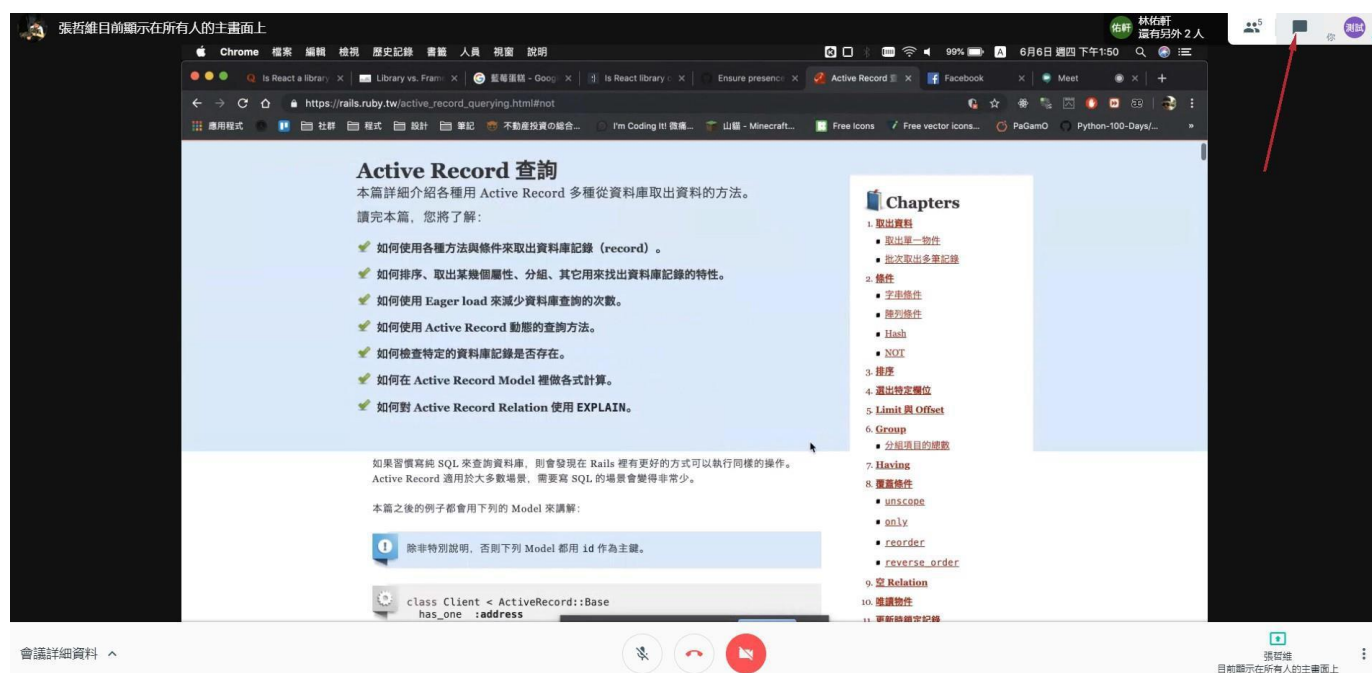 張哲維目前顯示在所有人的主畫面上
佑軒
林佑軒
還有另外 2 人
5
你
測試
Chrome 檔案 編輯 檢視 歷史記錄 書籤 人員 視窗 說明
99%
A
6月6日 週四 下午1:50
Is React a library
Library vs. Fram
藍莓蛋糕 - Goog
Is React library
Ensure presence
Active Record
Facebook
Meet
https://rails.ruby.tw/active_record_querying.html#not
應用程式
社群
程式
設計
筆記
不動産投資の総合...
I'm Coding It! 微痛...
山貓 - Minecraft...
Free Icons
Free vector icons...
PaGamO
Python-100-Days/...
»
Active Record 查詢
本篇詳細介紹各種用 Active Record 多種從資料庫取出資料的方法。
讀完本篇，您將了解：
如何使用各種方法與條件來取出資料庫記錄（record）。
如何排序、取出某幾個屬性、分組、其它用來找出資料庫記錄的特性。
如何使用 Eager load 來減少資料庫查詢的次數。
如何使用 Active Record 動態的查詢方法。
如何檢查特定的資料庫記錄是否存在。
如何在 Active Record Model 裡做各式計算。
如何對 Active Record Relation 使用 EXPLAIN。
如果習慣寫純 SQL 來查詢資料庫，則會發現在 Rails 裡有更好的方式可以執行同樣的操作。
Active Record 適用於大多數場景，需要寫 SQL 的場景會變得非常少。
本篇之後的例子都會用下列的 Model 來講解：
除非特別說明，否則下列 Model 都用 id 作為主鍵。
class Client < ActiveRecord::Base
has_one :address
Chapters
1. 取出資料
取出單一物件
批次取出多筆記錄
2. 條件
字串條件
陣列條件
Hash
NOT
3. 排序
4. 選出特定欄位
5. Limit 與 Offset
6. Group
分組項目的總數
7. Having
8. 覆蓋條件
unscope
only
reorder
reverse_order
9. 空 Relation
10. 唯讀物件
11. 更新時鎖定記錄
會議詳細資料
張哲維
目前顯示在所有人的主畫面上